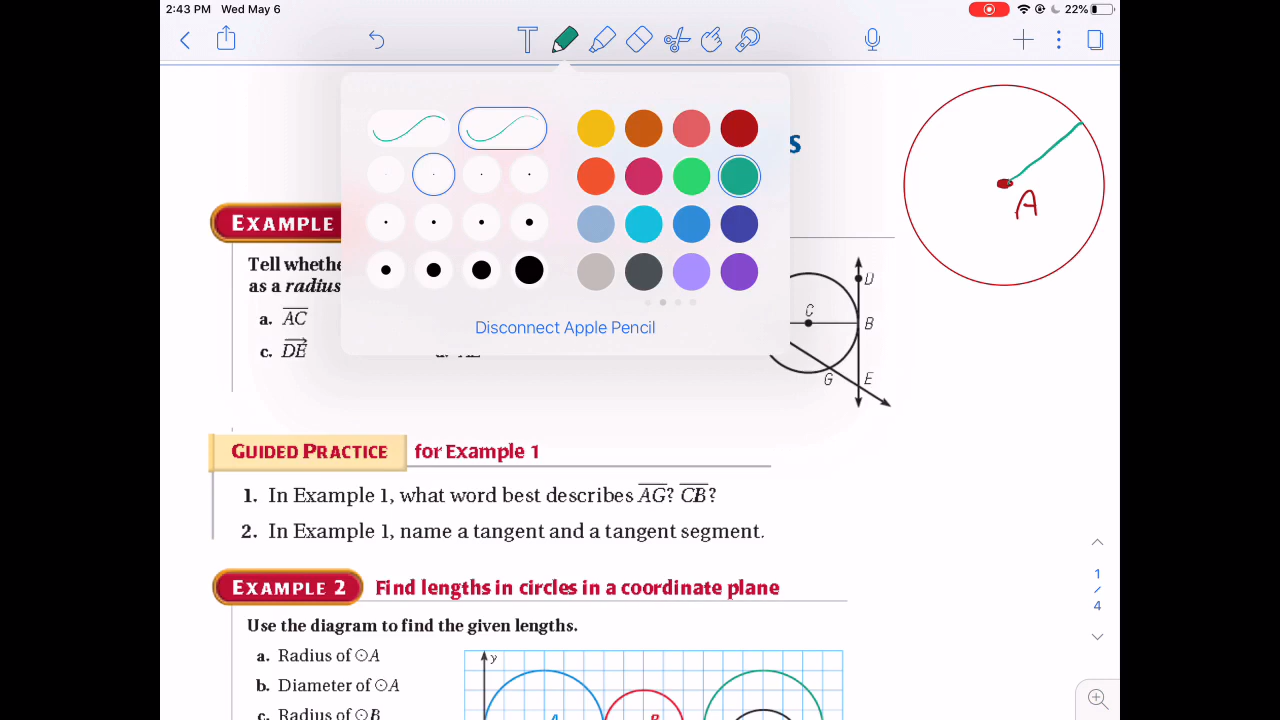 2:43 PM Wed May 6
22%
T
S
A
EXAMPLE
Tell
as a radius
a. AC
c. DE
D
C
B
G
E
Disconnect Apple Pencil
GUIDED PRACTICE for Example 1
1. In Example 1, what word best describes AG? CB?
2. In Example 1, name a tangent and a tangent segment.
1
/
4
EXAMPLE 2 Find lengths in circles in a coordinate plane
Use the diagram to find the given lengths.
a. Radius of ⊙A
b. Diameter of ⊙A
c. Radius of ⊙B
y